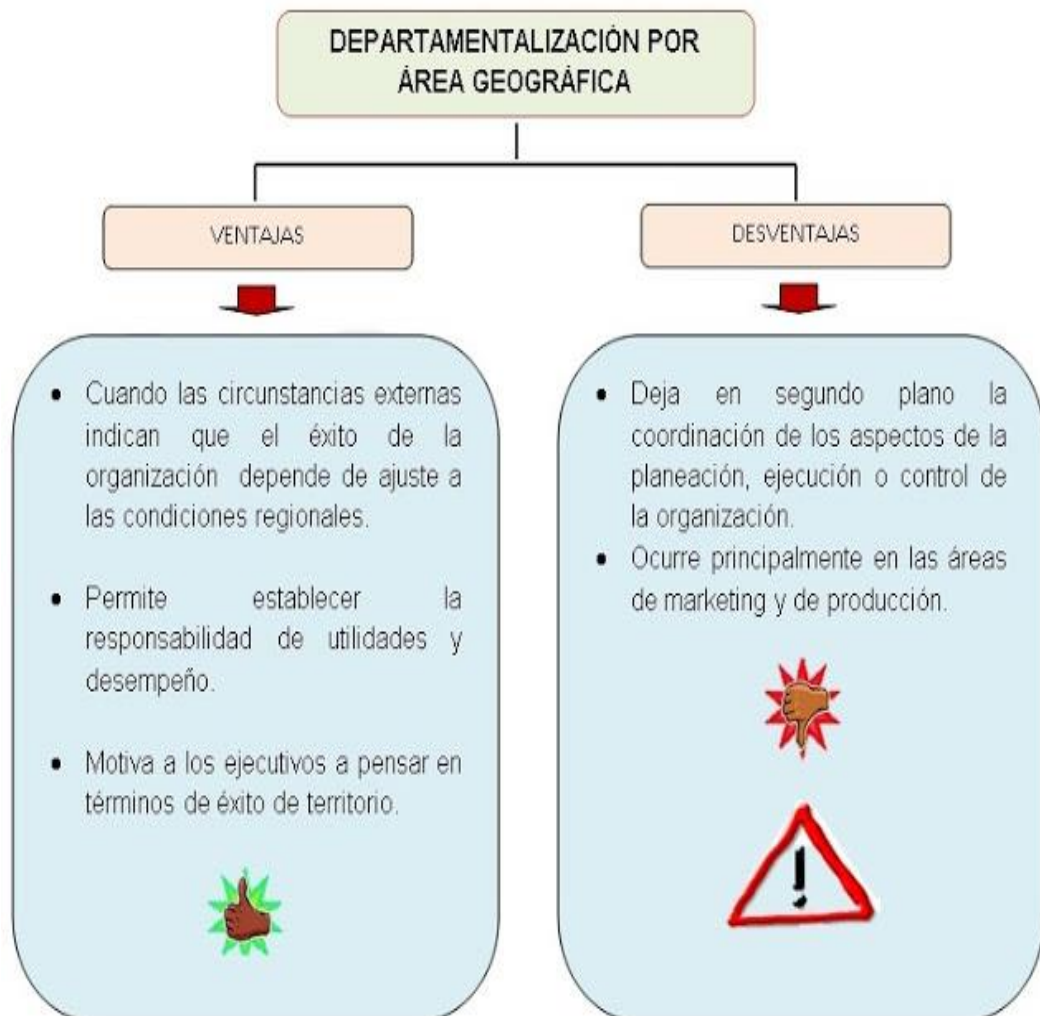 DEPARTAMENTALIZACIÓN POR
ÁREA GEOGRÁFICA
VENTAJAS
• Cuando las circunstancias externas
indican que el éxito de la
organización depende de ajuste a
las condiciones regionales.
• Permite establecer la
responsabilidad de utilidades y
desempeño.
• Motiva a los ejecutivos a pensar en
términos de éxito de territorio.
DESVENTAJAS
• Deja en segundo plano la
coordinación de los aspectos de la
planeación, ejecución o control de
la organización.
• Ocurre principalmente en las áreas
de marketing y de producción.
!